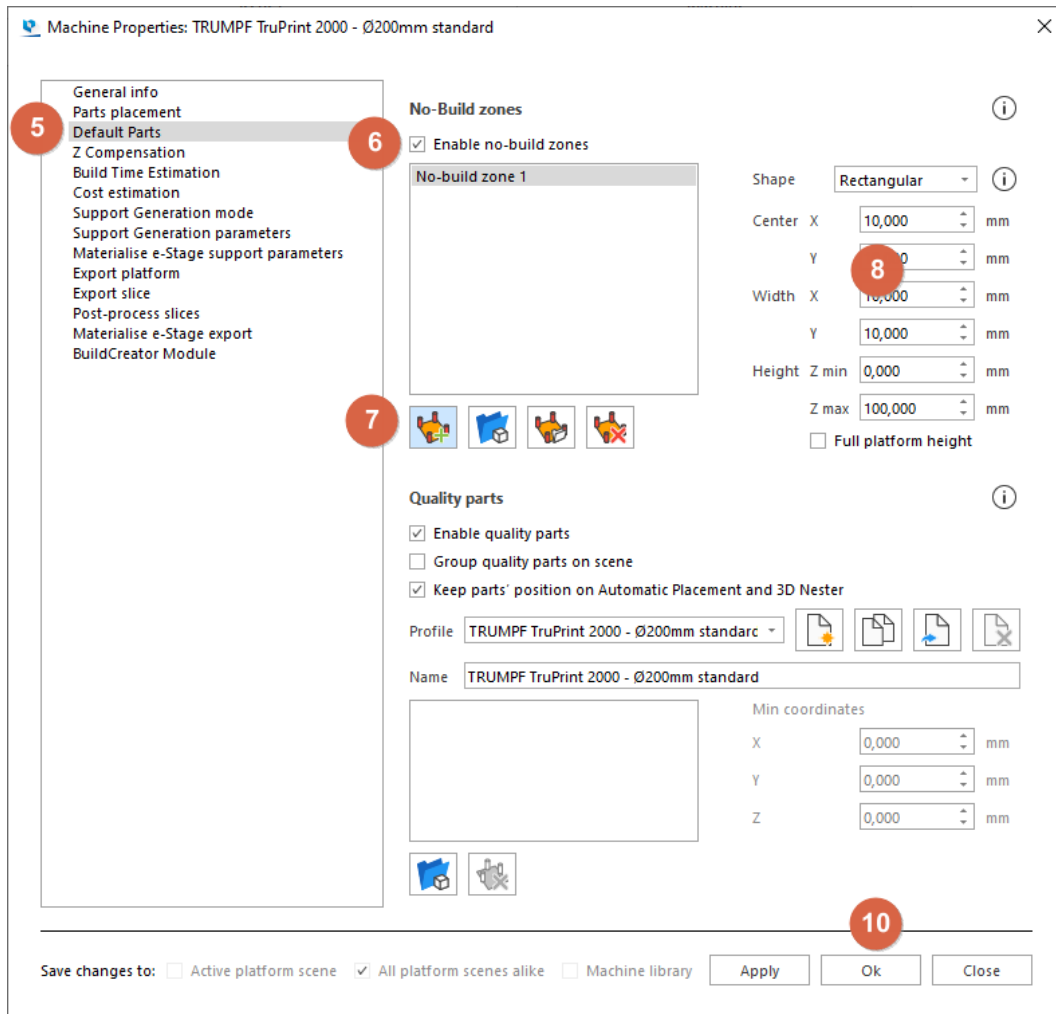 Machine Properties: TRUMPF TruPrint 2000 - Ø200mm standard
General info
Parts placement
5
Default Parts
Z Compensation
Build Time Estimation
Cost estimation
Support Generation mode
Support Generation parameters
Materialise e-Stage support parameters
Export platform
Export slice
Post-process slices
Materialise e-Stage export
BuildCreator Module
No-Build zones
6
Enable no-build zones
No-build zone 1
Shape Rectangular
Center X 10,000 mm
Y mm
8
Width X 10,000 mm
Y 10,000 mm
Height Z min 0,000 mm
Z max 100,000 mm
Full platform height
7
Quality parts
Enable quality parts
Group quality parts on scene
Keep parts' position on Automatic Placement and 3D Nester
Profile TRUMPF TruPrint 2000 - Ø200mm standarc
Name TRUMPF TruPrint 2000 - Ø200mm standard
Min coordinates
X 0,000 mm
Y 0,000 mm
Z 0,000 mm
10
Save changes to: Active platform scene All platform scenes alike Machine library Apply Ok Close